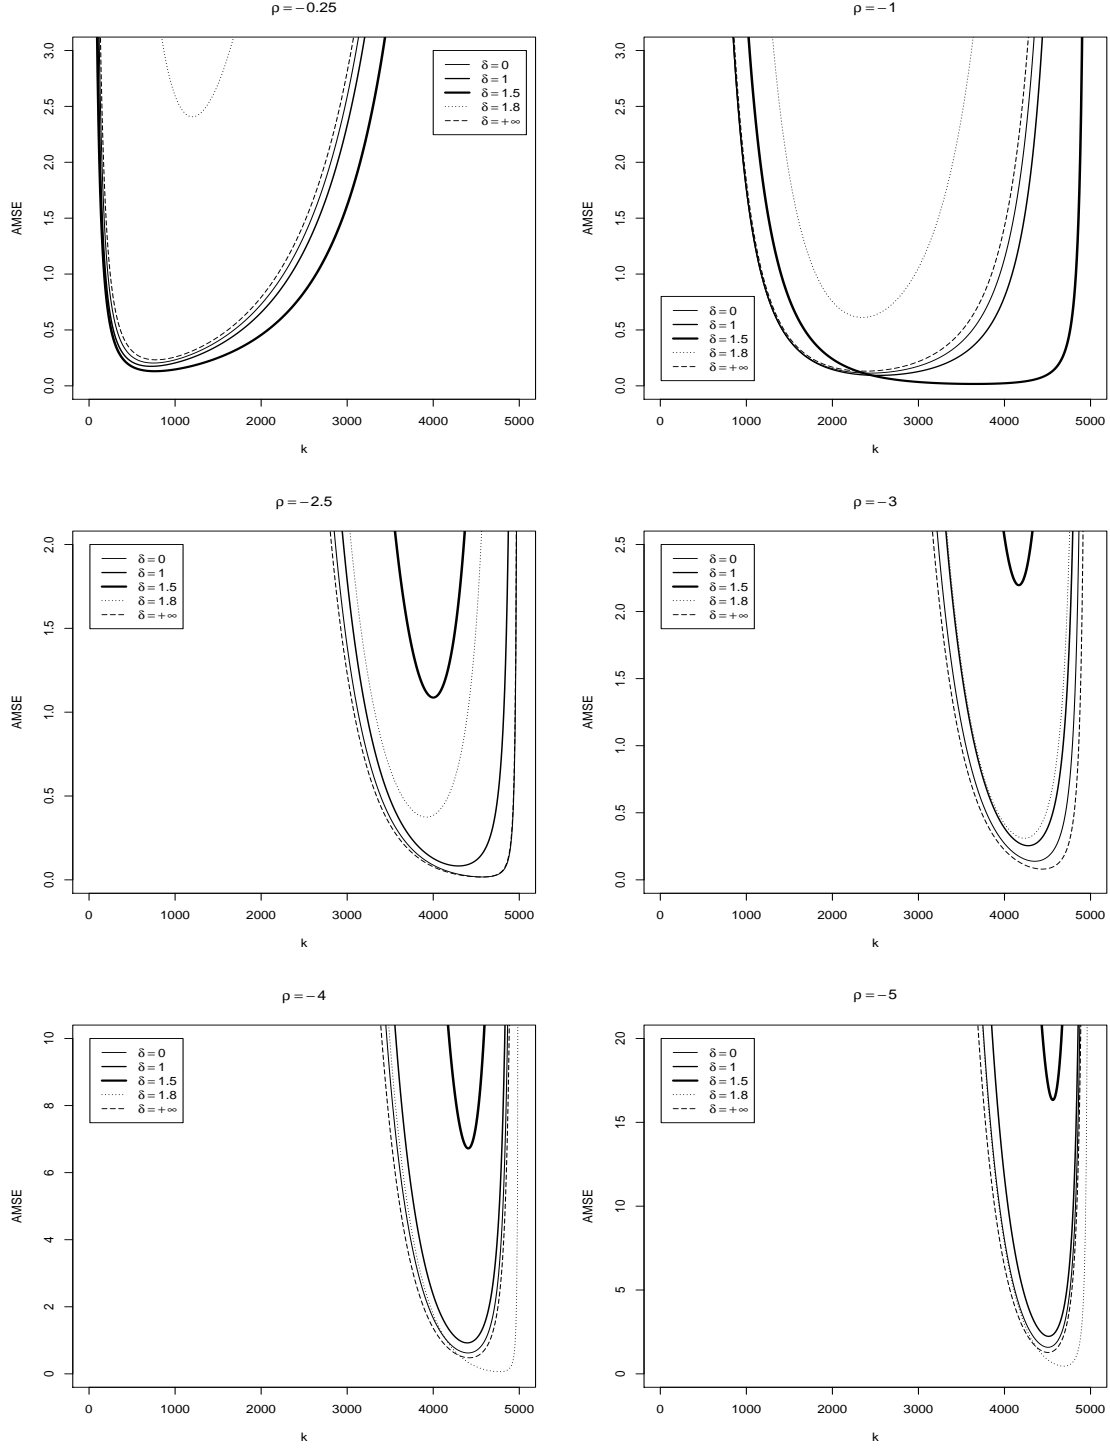 ρ = −0.25
AMSE
3.0
2.5
2.0
1.5
1.0
0.5
0.0
δ = 0
δ = 1
δ = 1.5
δ = 1.8
δ = +∞
0 1000 2000 3000 4000 5000
k
ρ = −1
AMSE
3.0
2.5
2.0
1.5
1.0
0.5
0.0
δ = 0
δ = 1
δ = 1.5
δ = 1.8
δ = +∞
0 1000 2000 3000 4000 5000
k
ρ = −2.5
AMSE
2.0
1.5
1.0
0.5
0.0
δ = 0
δ = 1
δ = 1.5
δ = 1.8
δ = +∞
0 1000 2000 3000 4000 5000
k
ρ = −3
AMSE
2.5
2.0
1.5
1.0
0.5
0.0
δ = 0
δ = 1
δ = 1.5
δ = 1.8
δ = +∞
0 1000 2000 3000 4000 5000
k
ρ = −4
AMSE
10
8
6
4
2
0
δ = 0
δ = 1
δ = 1.5
δ = 1.8
δ = +∞
0 1000 2000 3000 4000 5000
k
ρ = −5
AMSE
20
15
10
5
0
δ = 0
δ = 1
δ = 1.5
δ = 1.8
δ = +∞
0 1000 2000 3000 4000 5000
k